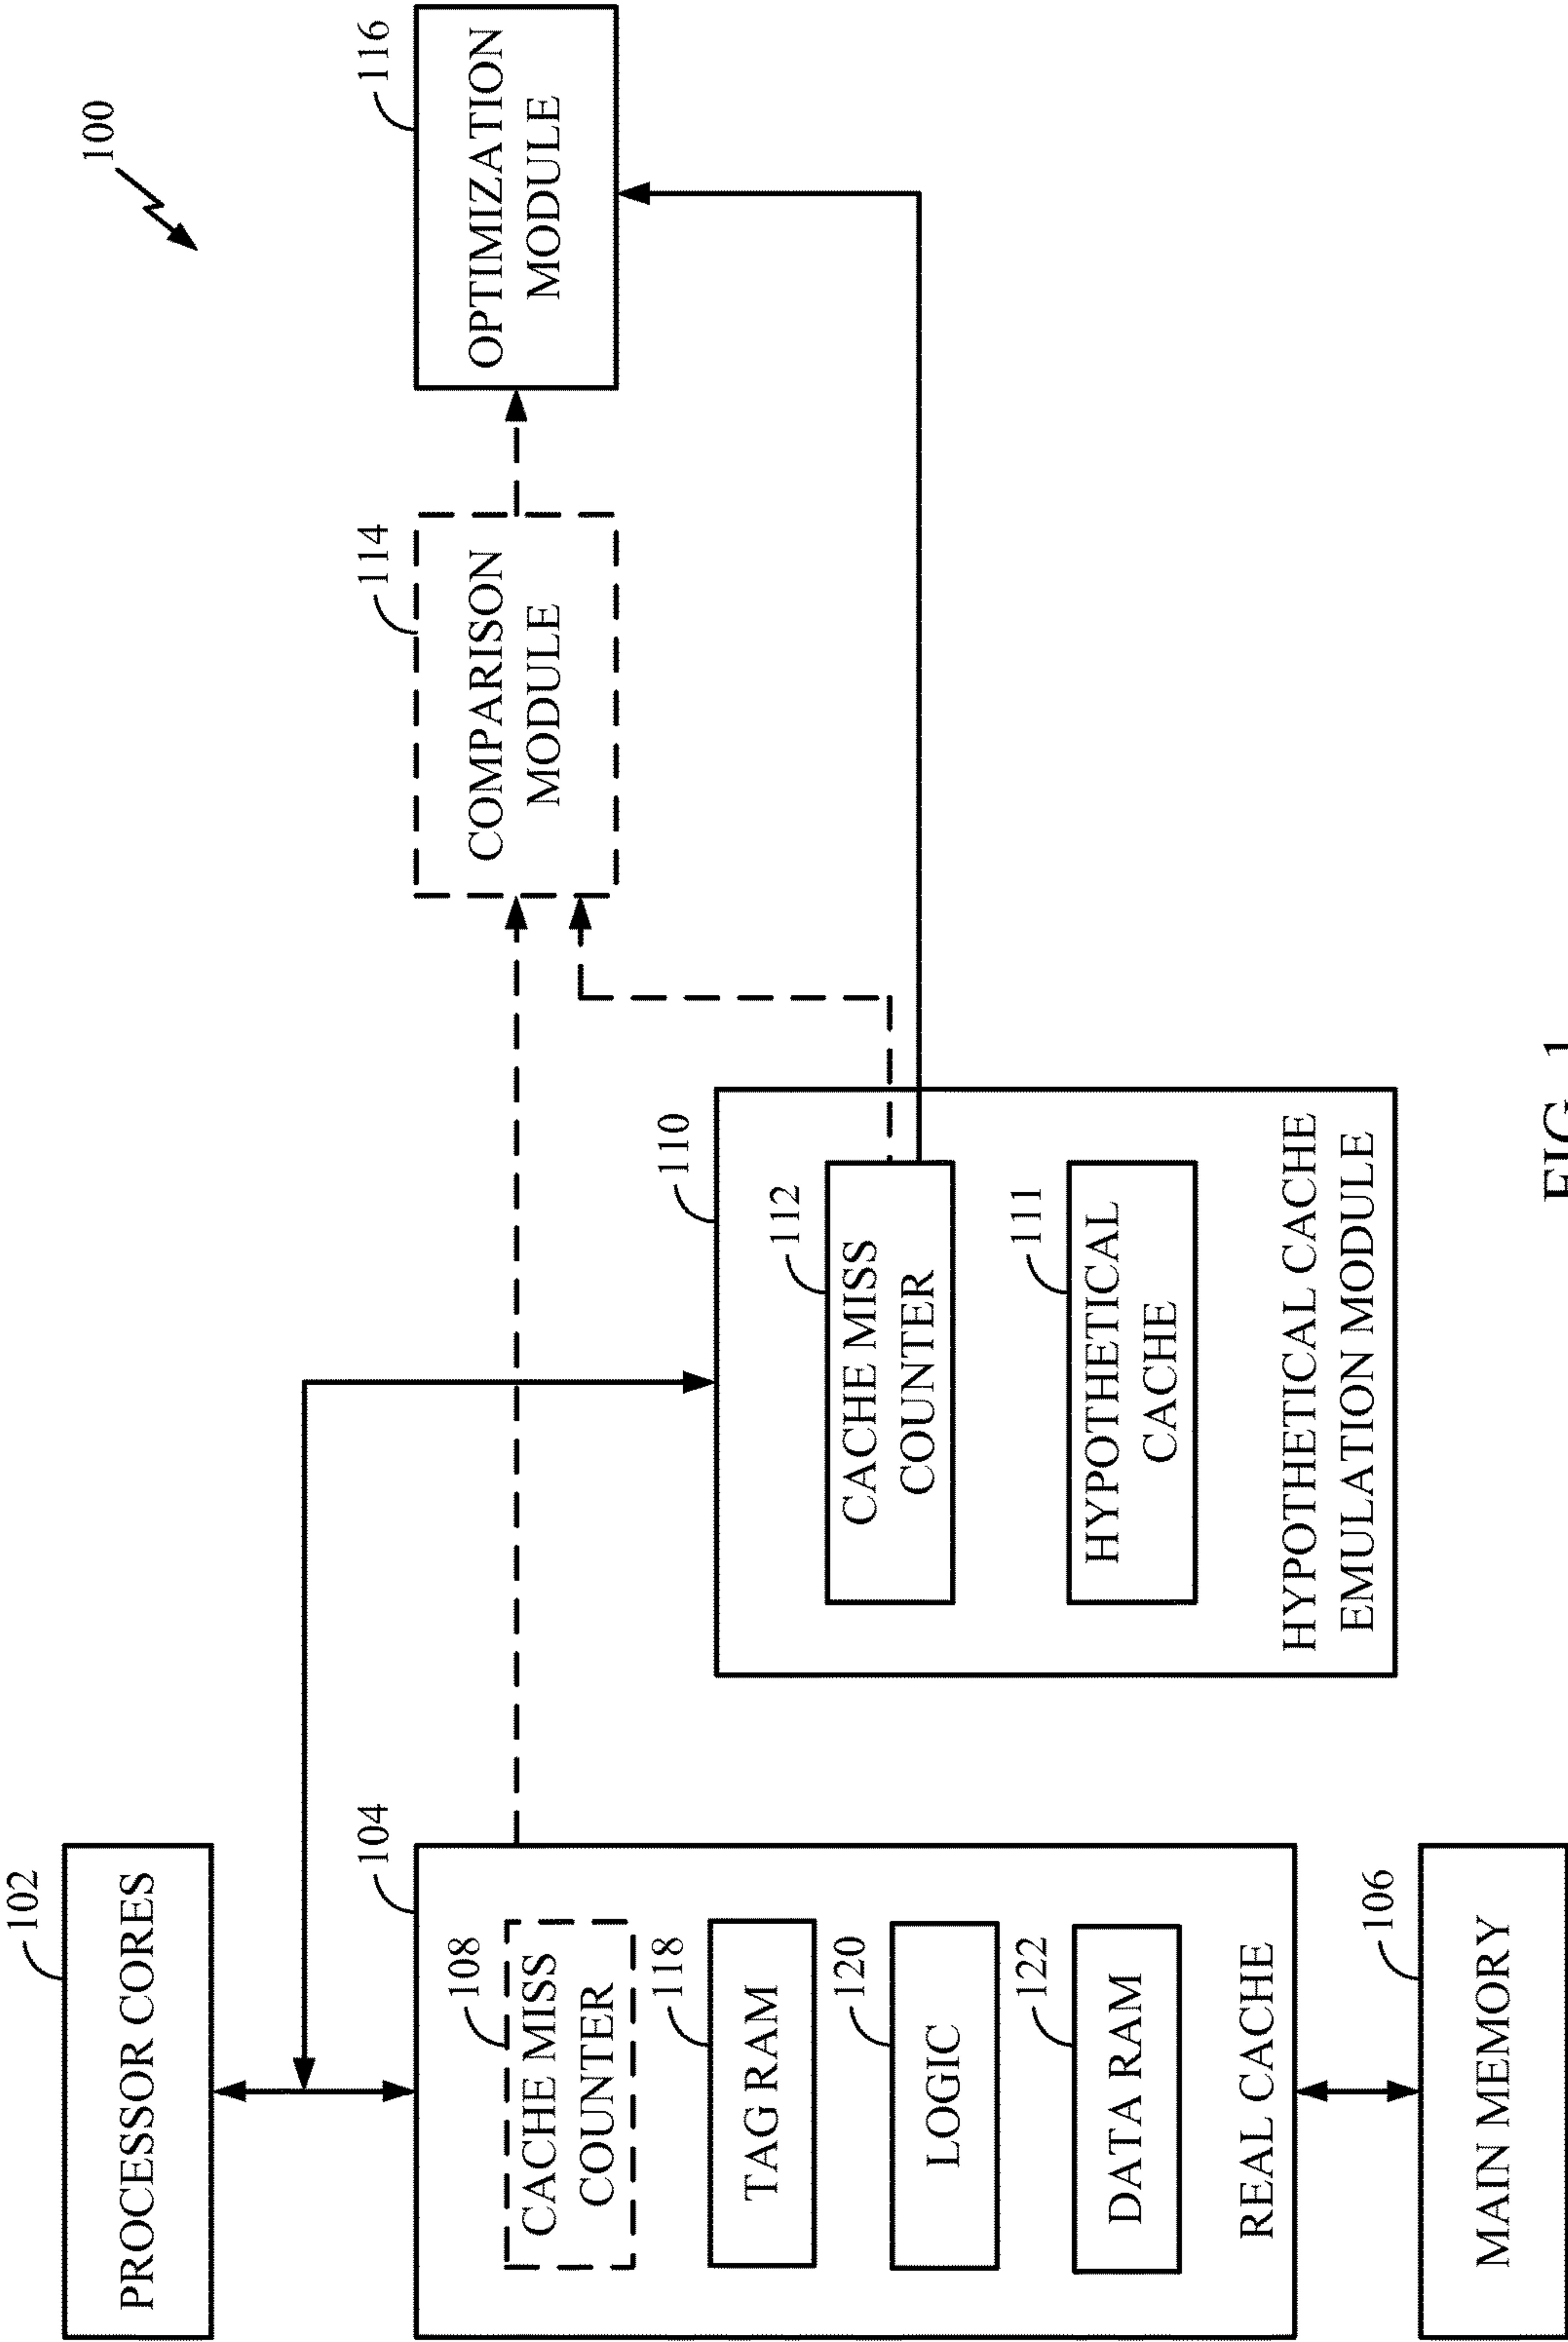 100
102
PROCESSOR CORES
104
108
CACHE MISS
COUNTER
118
TAG RAM
120
LOGIC
122
DATA RAM
REAL CACHE
106
MAIN MEMORY
110
112
CACHE MISS
COUNTER
111
HYPOTHETICAL
CACHE
HYPOTHETICAL CACHE
EMULATION MODULE
114
COMPARISON
MODULE
116
OPTIMIZATION
MODULE
FIG. 1